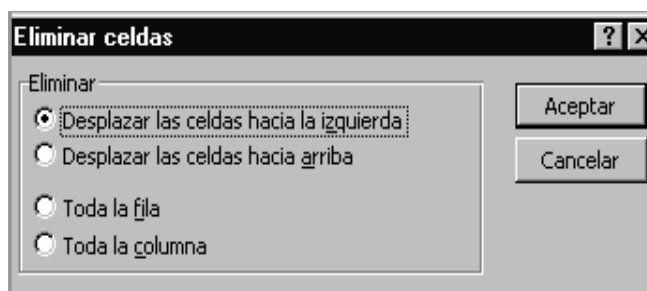 Eliminar celdas
Eliminar
Desplazar las celdas hacia la izquierda
Desplazar las celdas hacia arriba
Toda la fila
Toda la columna
Aceptar
Cancelar